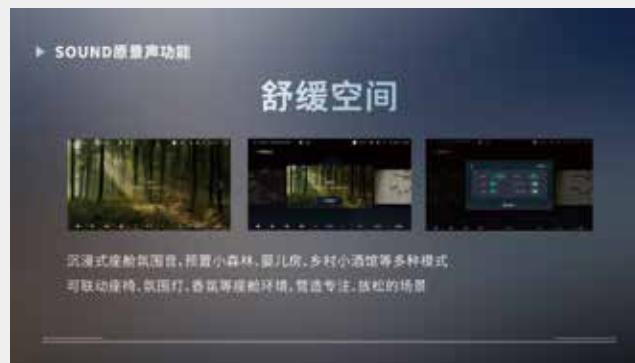 SOUND原景声功能
舒缓空间
沉浸式座舱氛围音，预置小森林、婴儿房、乡村小酒馆等多种模式
可联动座椅、氛围灯、香氛等座舱环境，营造专注、放松的场景